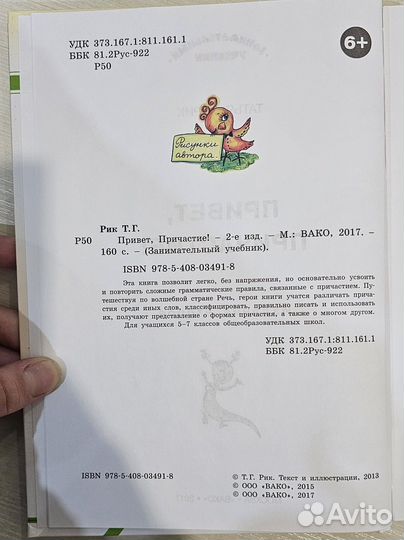 УДК 373.167.1:811.161.1
ББК 81.2Рус-922
Р50
6+
Рисунки
автора
Рик Т.Г.
Р50 Привет, Причастие! – 2-е изд. – М.: ВАКО, 2017. –
160 с. – (Занимательный учебник).
ISBN 978-5-408-03491-8
Эта книга позволит легко, без напряжения, но основательно усвоить
и повторить сложные грамматические правила, связанные с причастием. Путешествуя по волшебной стране Речь, герои книги учатся различать причастия среди иных слов, классифицировать, правильно писать и использовать
их, получают представление о формах причастия, а также о многом другом.
Для учащихся 5–7 классов общеобразовательных школ.
УДК 373.167.1:811.161.1
ББК 81.2Рус-922
ISBN 978-5-408-03491-8
© Т.Г. Рик. Текст и иллюстрации, 2013
© ООО «ВАКО», 2015
© ООО «ВАКО», 2017
Avito